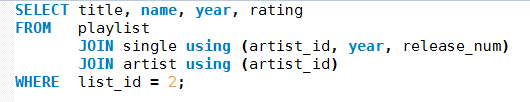 SELECT title, name, year, rating
FROM   playlist
       JOIN single using (artist_id, year, release_num)
       JOIN artist using (artist_id)
WHERE  list_id = 2;